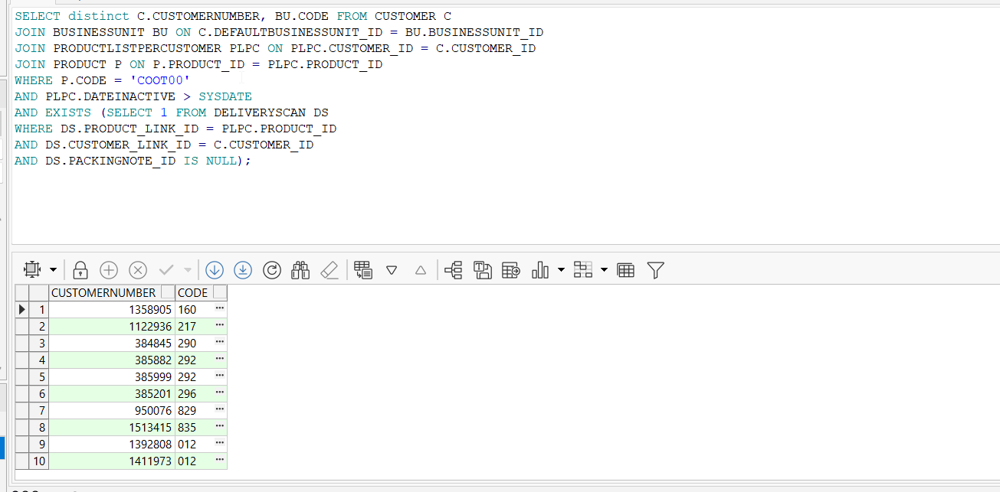 SELECT distinct C.CUSTOMERNUMBER, BU.CODE FROM CUSTOMER C
JOIN BUSINESSUNIT BU ON C.DEFAULTBUSINESSUNIT_ID = BU.BUSINESSUNIT_ID
JOIN PRODUCTLISTPERCUSTOMER PLPC ON PLPC.CUSTOMER_ID = C.CUSTOMER_ID
JOIN PRODUCT P ON P.PRODUCT_ID = PLPC.PRODUCT_ID
WHERE P.CODE = 'COOT00'
AND PLPC.DATEINACTIVE > SYSDATE
AND EXISTS (SELECT 1 FROM DELIVERYSCAN DS
WHERE DS.PRODUCT_LINK_ID = PLPC.PRODUCT_ID
AND DS.CUSTOMER_LINK_ID = C.CUSTOMER_ID
AND DS.PACKINGNOTE_ID IS NULL);
CUSTOMERNUMBER CODE
1 1358905 160 ...
2 1122936 217 ...
3 384845 290 ...
4 385882 292 ...
5 385999 292 ...
6 385201 296 ...
7 950076 829 ...
8 1513415 835 ...
9 1392808 012 ...
10 1411973 012 ...